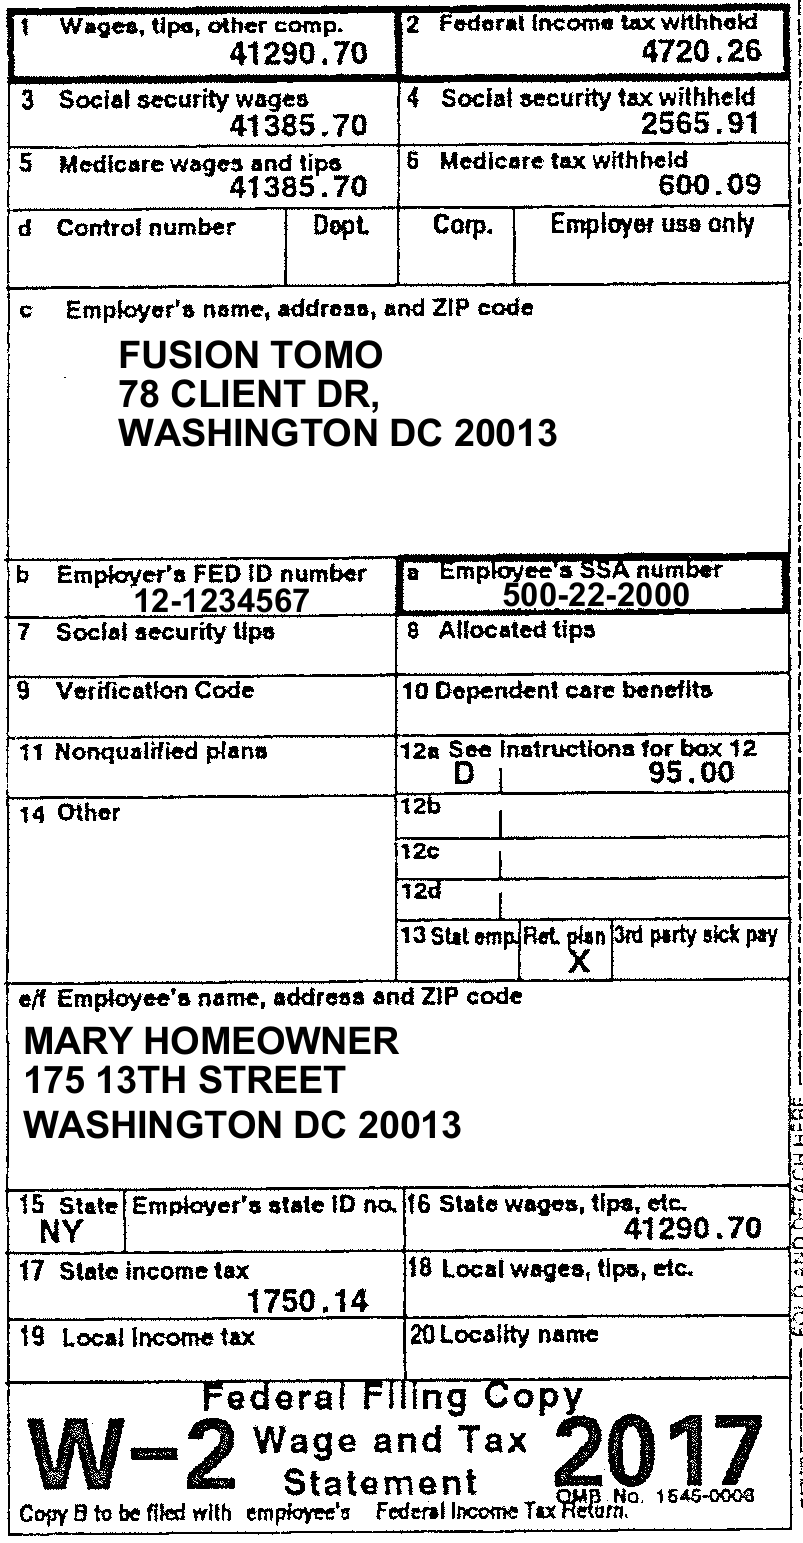 1 Wages, tips, other comp.
41290.70
2 Federal income tax withheld
4720.26
3 Social security wages
41385.70
4 Social security tax withheld
2565.91
5 Medicare wages and tips
41385.70
6 Medicare tax withheld
600.09
d Control number
Dept.
Corp.
Employer use only
c Employer's name, address, and ZIP code
FUSION TOMO
78 CLIENT DR,
WASHINGTON DC 20013
b Employer's FED ID number
12-1234567
a Employee's SSA number
500-22-2000
7 Social security tips
8 Allocated tips
9 Verification Code
10 Dependent care benefits
11 Nonqualified plans
12a See instructions for box 12
D 95.00
14 Other
12b
12c
12d
13 Stat emp. Ret. plan 3rd party sick pay
X
e/f Employee's name, address and ZIP code
MARY HOMEOWNER
175 13TH STREET
WASHINGTON DC 20013
15 State Employer's state ID no.
NY
16 State wages, tips, etc.
41290.70
17 State income tax
1750.14
18 Local wages, tips, etc.
19 Local income tax
20 Locality name
Federal Filing Copy
W-2 Wage and Tax
Statement
2017
OMB No. 1545-0008
Copy B to be filed with employee's Federal Income Tax Return.
FOLD AND DETACH HERE